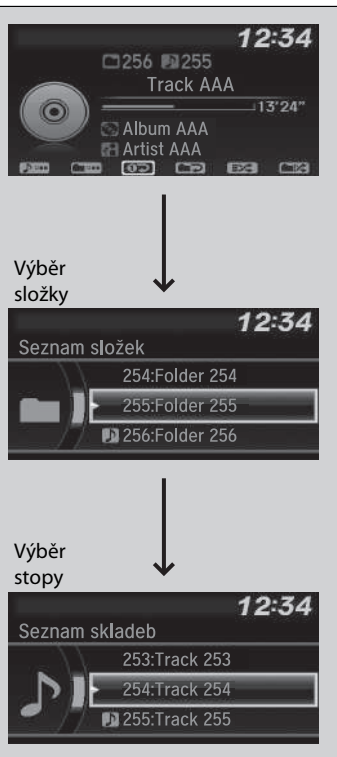 12:34
256 255
Track AAA
13'24"
Album AAA
Artist AAA
Výběr
složky
12:34
Seznam složek
254:Folder 254
255:Folder 255
256:Folder 256
Výběr
stopy
12:34
Seznam skladeb
253:Track 253
254:Track 254
255:Track 255